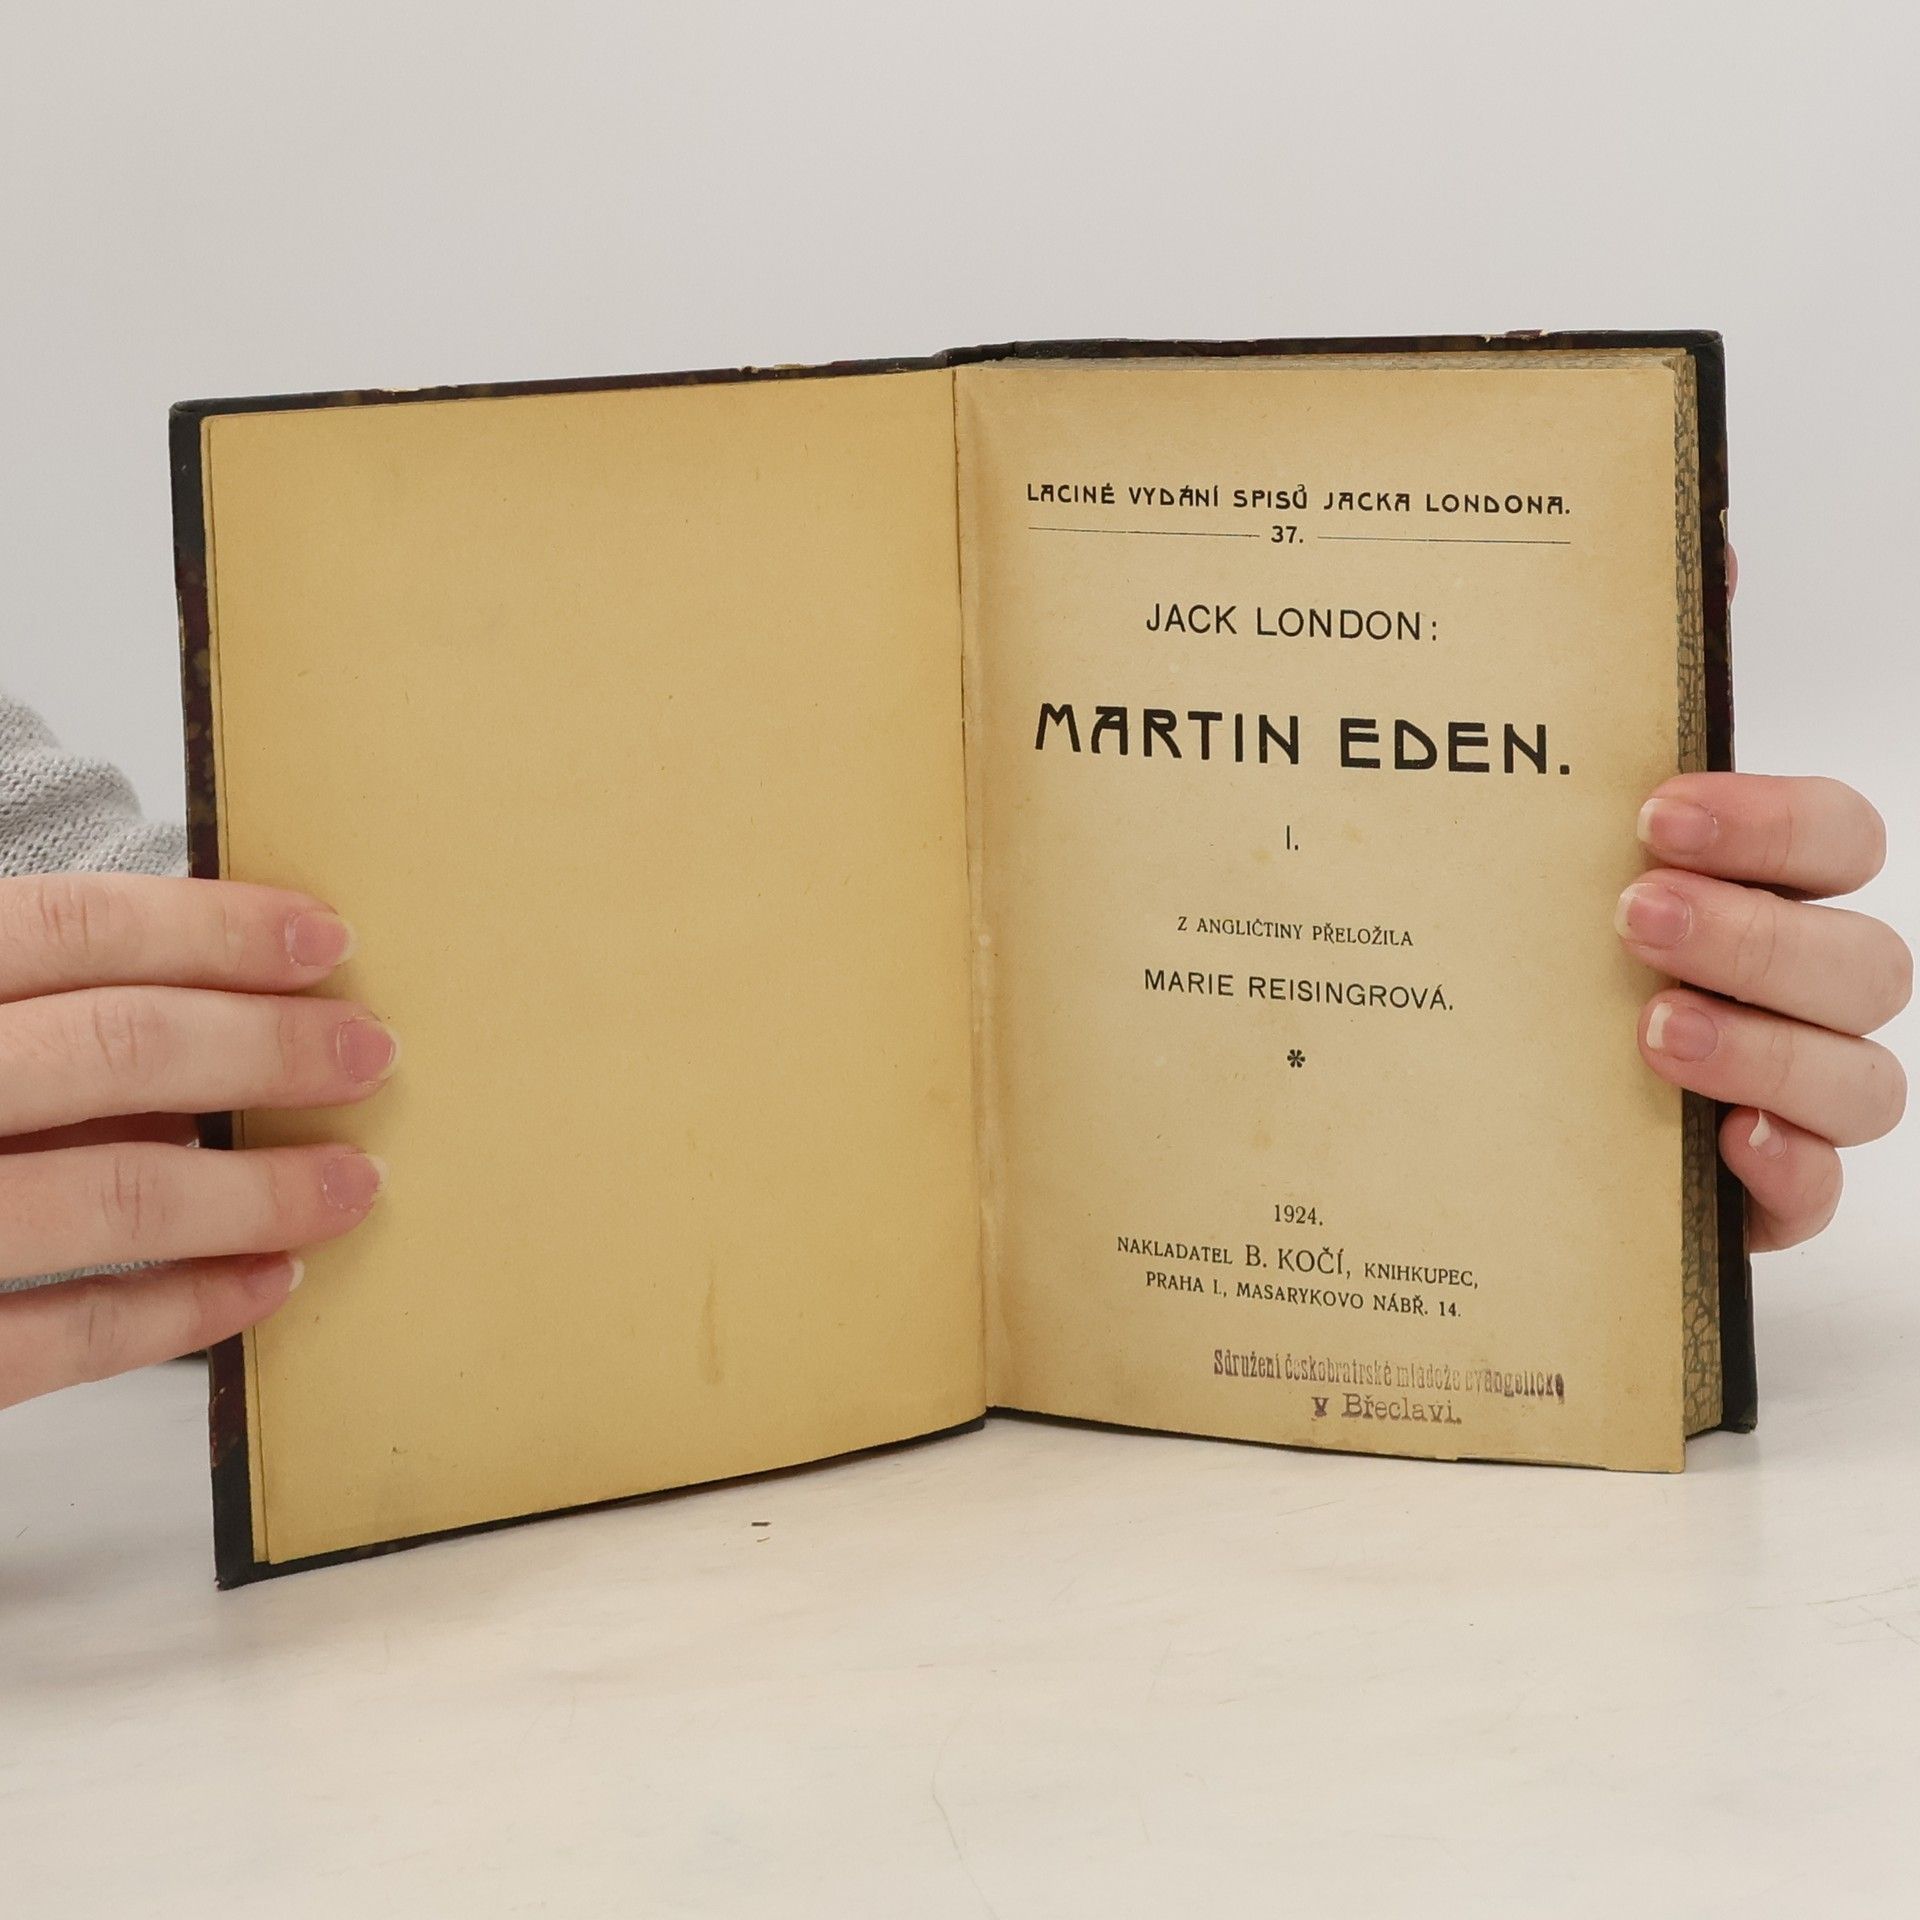 LACINÉ VYDÁNÍ SPISŮ JACKA LONDONA.
37.
JACK LONDON:
MARTIN EDEN.
I.
Z ANGLIČTINY PŘELOŽILA
MARIE REISINGROVÁ.
*
1924.
NAKLADATEL B. KOČÍ, KNIHKUPEC,
PRAHA I., MASARYKOVO NÁBŘ. 14.
Sdružení českobratrské mládeže evangelické
v Břeclavi.